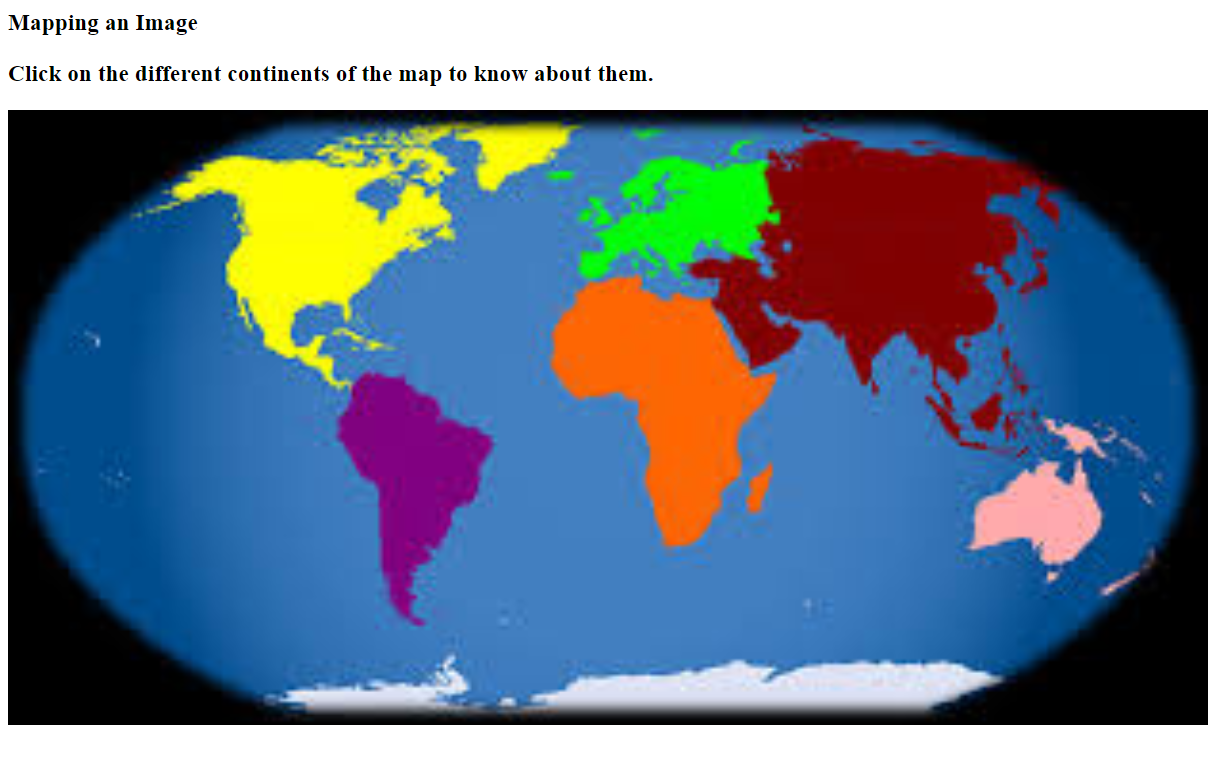 Mapping an Image
Click on the different continents of the map to know about them.